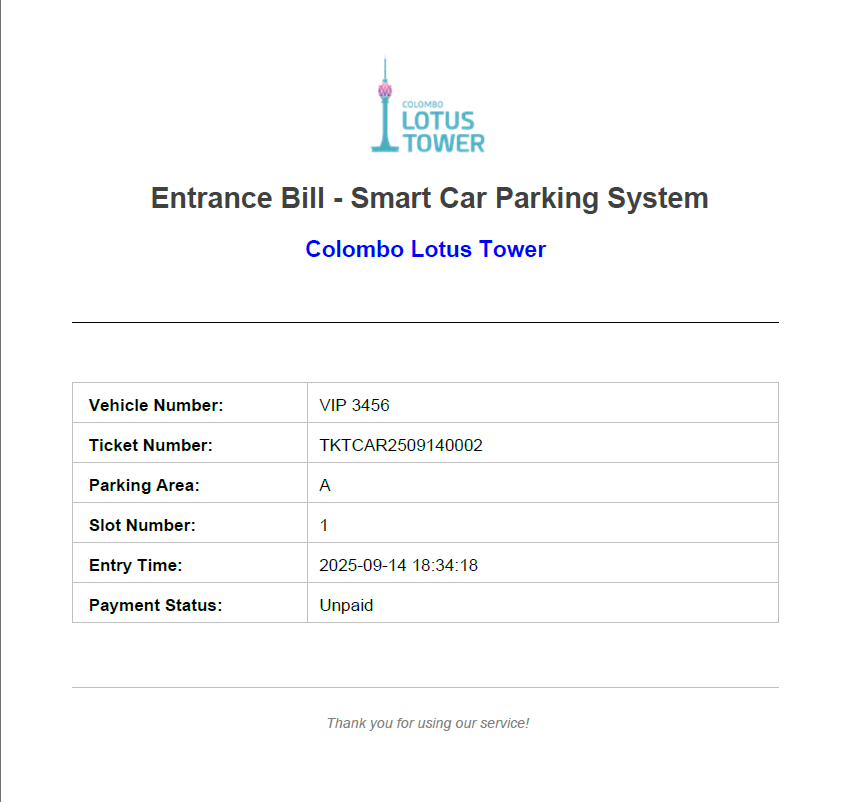 COLOMBO
LOTUS
TOWER
Entrance Bill - Smart Car Parking System
Colombo Lotus Tower
Vehicle Number: VIP 3456
Ticket Number: TKTCAR2509140002
Parking Area: A
Slot Number: 1
Entry Time: 2025-09-14 18:34:18
Payment Status: Unpaid
Thank you for using our service!